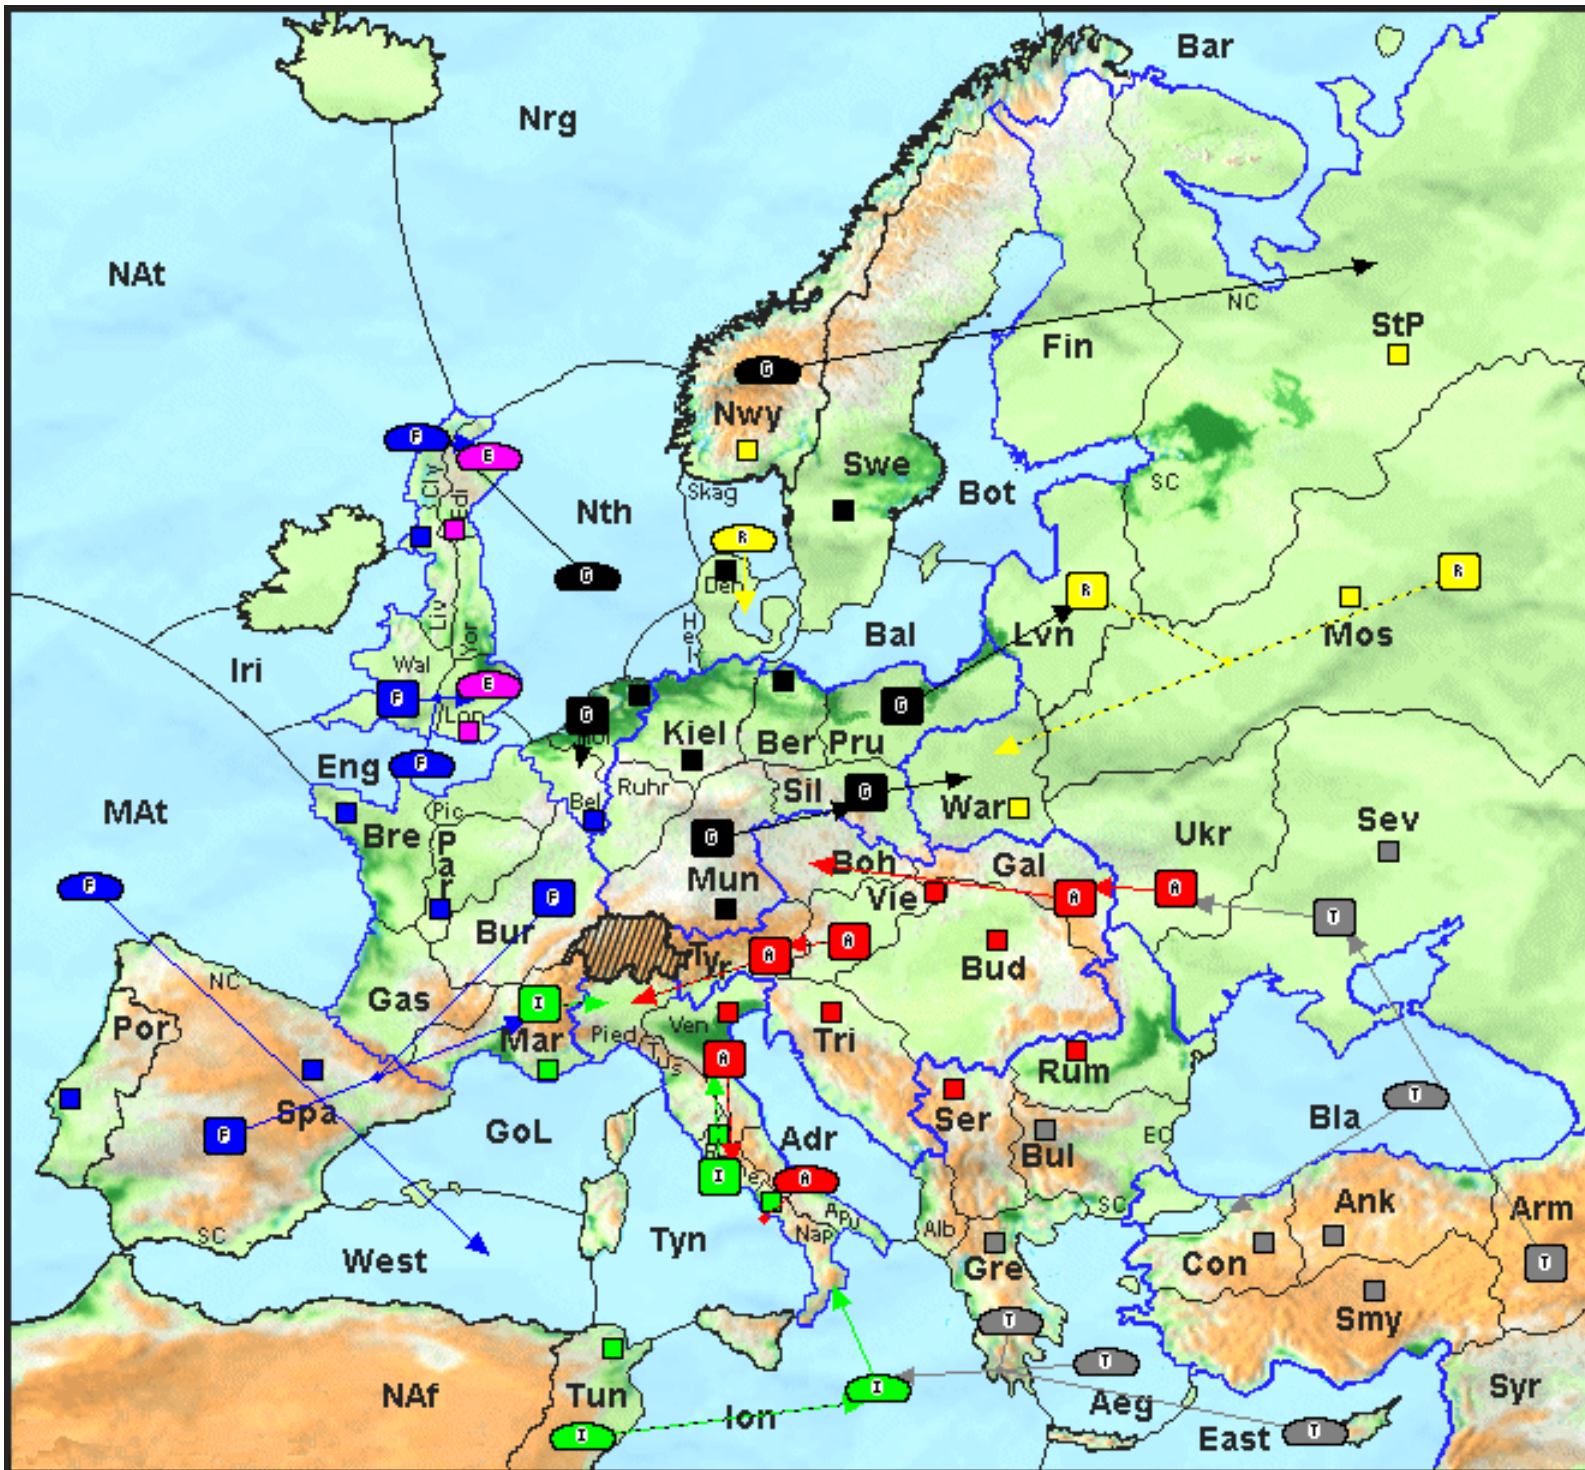 Bar
Nrg
NAt
NC
StP
Fin
G
Nwy
F
E
Cly
Edi
Swe
SC
Bot
Skag
Nth
R
G
Den
R
R
Hel
Liv
Yor
Lvn
Mos
Bal
Iri
Wal
F
E
Lon
G
G
Hol
Kiel
Ber
Pru
Eng
F
Ruhr
Sil
G
Bel
War
MAt
Pic
Bre
Par
G
Boh
Gal
Ukr
Sev
Mun
Vie
F
F
A
A
T
Bur
A
A
Tyr
Bud
NC
Gas
I
Por
Mar
Pied
Ven
Tri
Tus
A
Rum
T
Spa
GoL
Ser
Bla
F
Adr
Bul
EC
I
A
Apu
Ank
Arm
SC
SC
Nap
Alb
Tyn
West
Gre
Con
T
Smy
T
T
I
NAf
Tun
Syr
Ion
Aeg
I
East
T